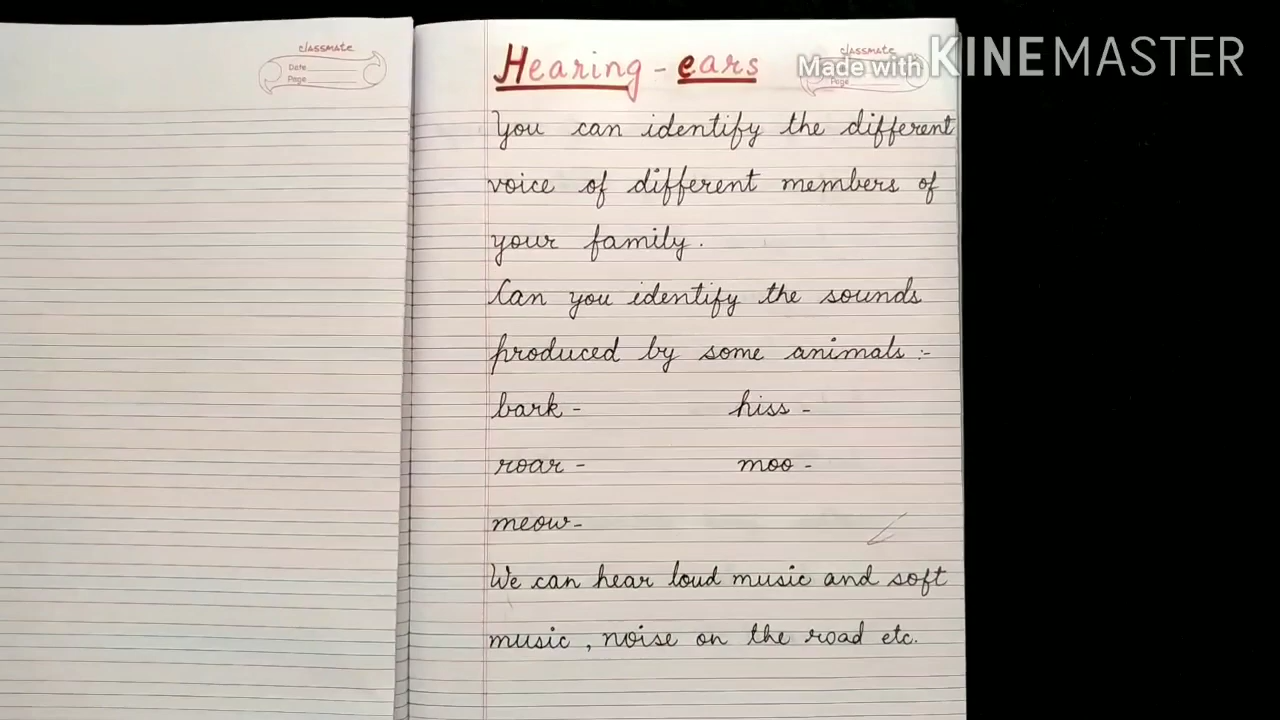 classmate
Date
Page
classmate
Page
Made with KINEMASTER
Hearing - ears
You can identify the different
voice of different members of
your family.
Can you identify the sounds
produced by some animals :-
bark - hiss -
roar - moo -
meow-
We can hear loud music and soft
music , noise on the road etc.